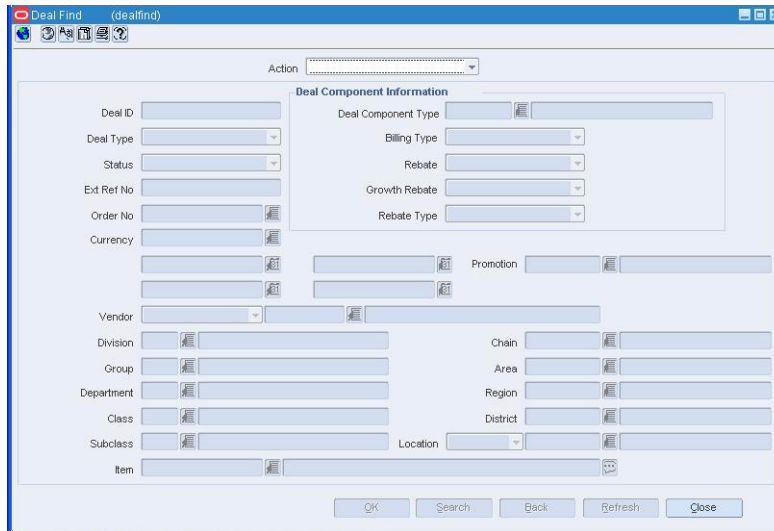 Deal Find (dealfind)
Action
Deal Component Information
Deal ID
Deal Component Type
Deal Type
Billing Type
Status
Rebate
Ext Ref No
Growth Rebate
Order No
Rebate Type
Currency
Promotion
Vendor
Division
Chain
Group
Area
Department
Region
Class
District
Subclass
Location
Item
OK Search Back Refresh Close